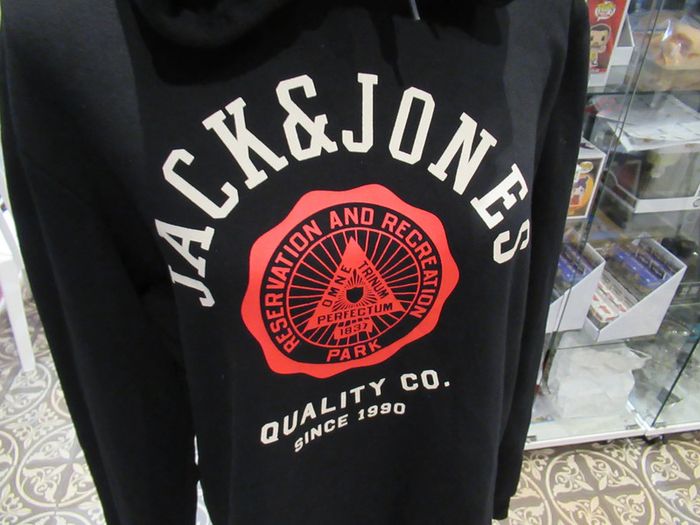 JACK&JONES
RESERVATION AND RECREATION
PARK
OMNE
TRINUM
PERFECTUM
1837
QUALITY CO.
SINCE 1990